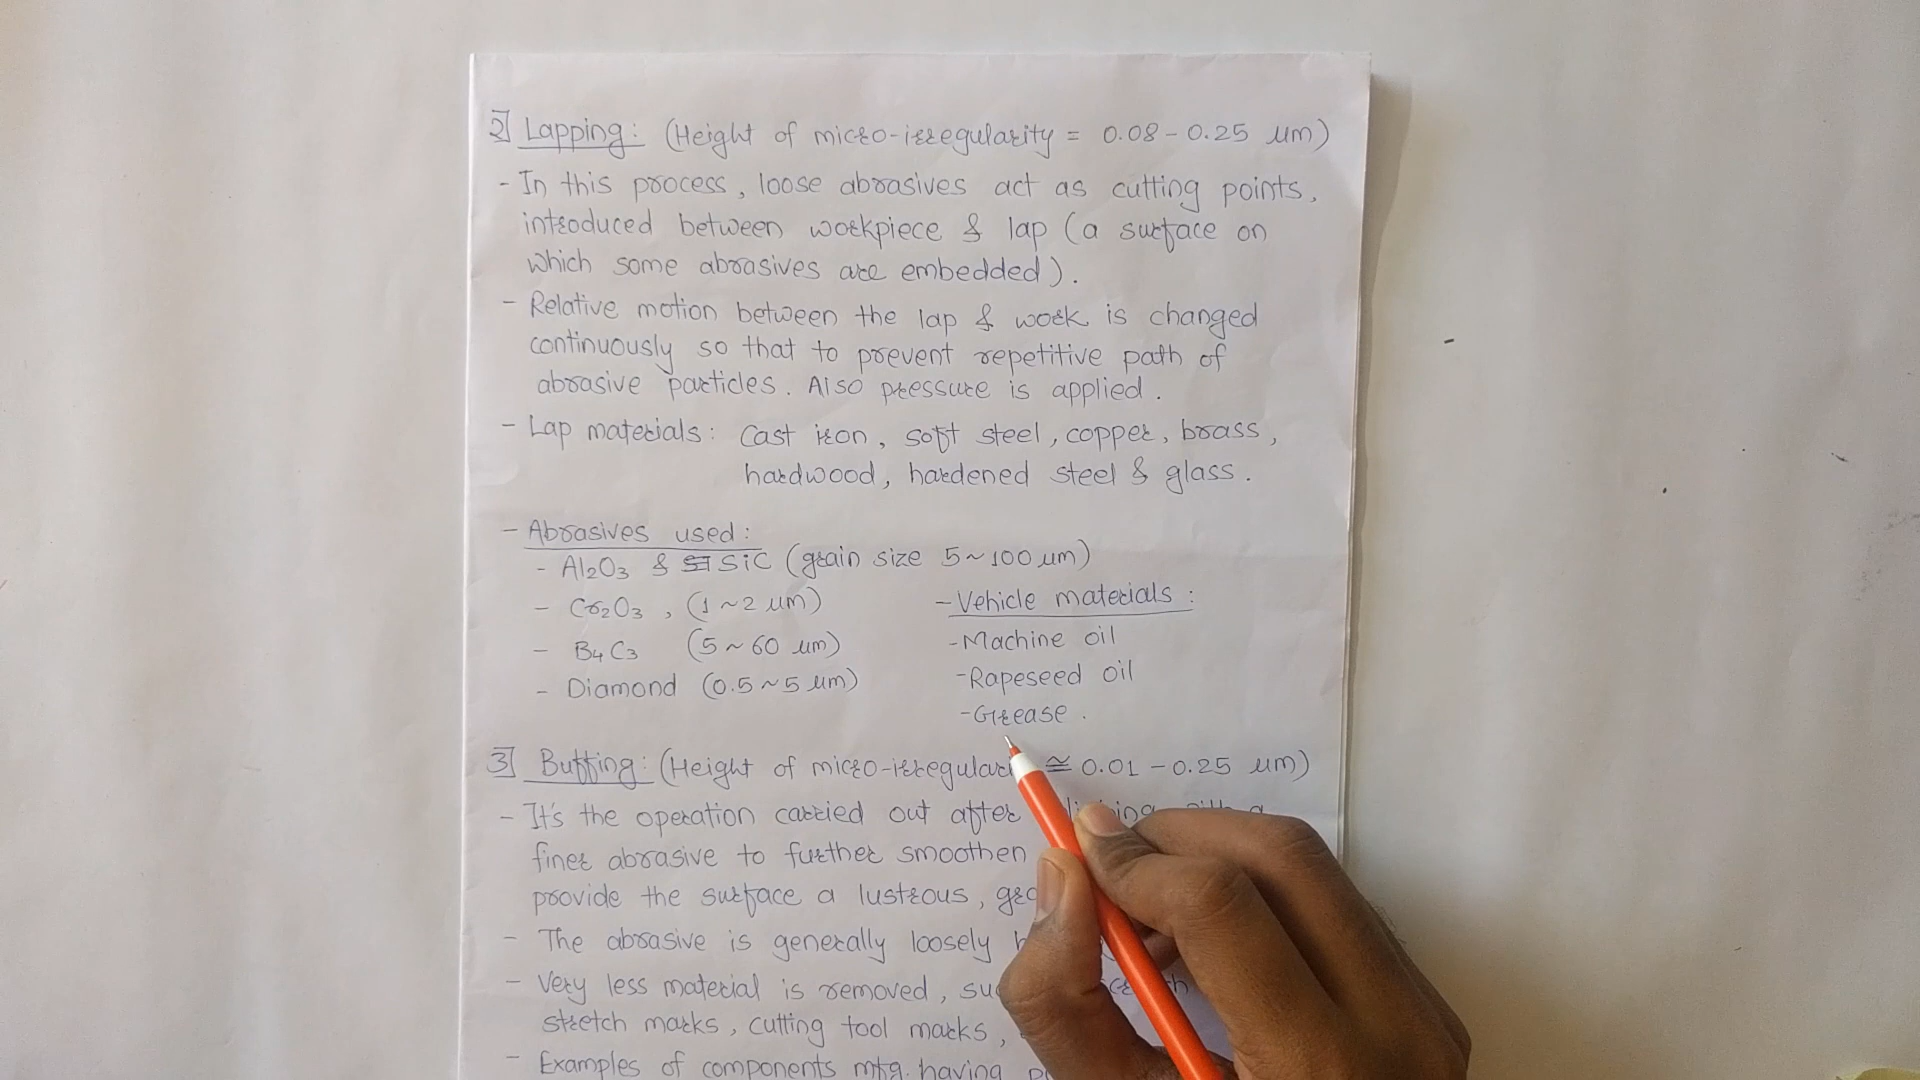 2] Lapping: (Height of micro-irregularity = 0.08 - 0.25 µm)
- In this process, loose abrasives act as cutting points,
introduced between workpiece & lap (a surface on
which some abrasives are embedded).
- Relative motion between the lap & work is changed
continuously so that to prevent repetitive path of
abrasive particles. Also pressure is applied.
- Lap materials: Cast iron, soft steel, copper, brass,
hardwood, hardened steel & glass.
- Abrasives used:
- Al2O3 & SiC (grain size 5~100 µm)
- Cr2O3, (1~2 µm)
- B4C3 (5~60 µm)
- Diamond (0.5~5 µm)
- Vehicle materials:
- Machine oil
- Rapeseed oil
- Grease.
3] Buffing: (Height of micro-irregular ≅ 0.01 - 0.25 µm)
- It's the operation carried out after with a
finer abrasive to further smoothen
provide the surface a lustrous,
- The abrasive is generally loosely
- Very less material is removed,
stretch marks, cutting tool marks,
- Examples of components mfg. having